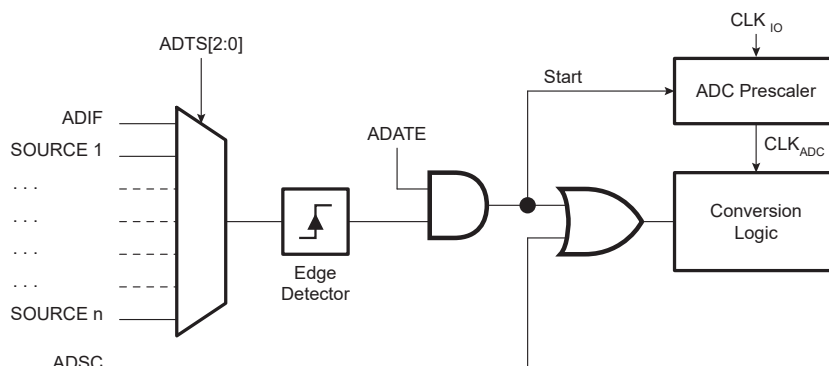 CLK IO
ADTS[2:0]
Start
ADC Prescaler
ADIF
ADATE
CLK ADC
SOURCE 1
. . .
. . .
Conversion
Logic
. . .
Edge
Detector
. . .
SOURCE n
ADSC